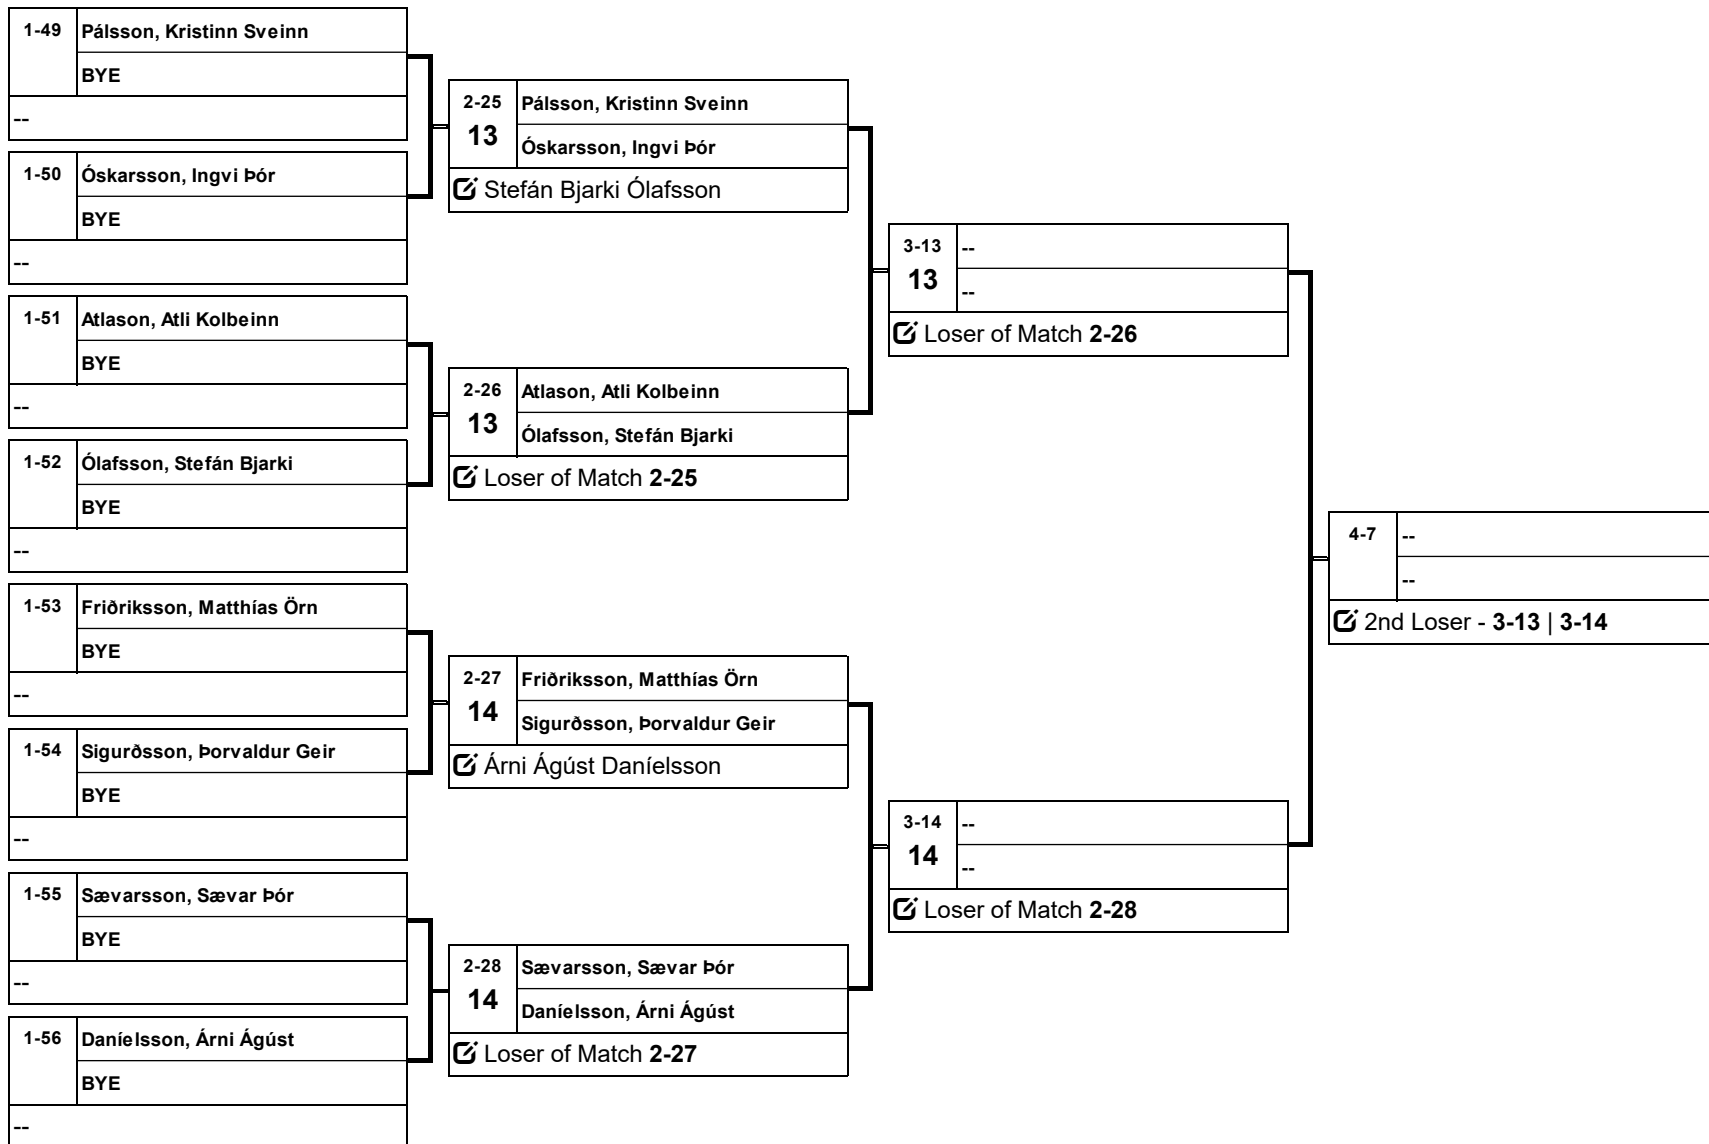 1-49 Pálsson, Kristinn Sveinn
BYE
--
1-50 Óskarsson, Ingvi Þór
BYE
--
1-51 Atlason, Atli Kolbeinn
BYE
--
1-52 Ólafsson, Stefán Bjarki
BYE
--
1-53 Friðriksson, Matthías Örn
BYE
--
1-54 Sigurðsson, Þorvaldur Geir
BYE
--
1-55 Sævarsson, Sævar Þór
BYE
--
1-56 Daníelsson, Árni Ágúst
BYE
--
2-25 Pálsson, Kristinn Sveinn
13 Óskarsson, Ingvi Þór
Stefán Bjarki Ólafsson
2-26 Atlason, Atli Kolbeinn
13 Ólafsson, Stefán Bjarki
Loser of Match 2-25
2-27 Friðriksson, Matthías Örn
14 Sigurðsson, Þorvaldur Geir
Árni Ágúst Daníelsson
2-28 Sævarsson, Sævar Þór
14 Daníelsson, Árni Ágúst
Loser of Match 2-27
3-13 --
13 --
Loser of Match 2-26
3-14 --
14 --
Loser of Match 2-28
4-7 --
--
2nd Loser - 3-13 | 3-14